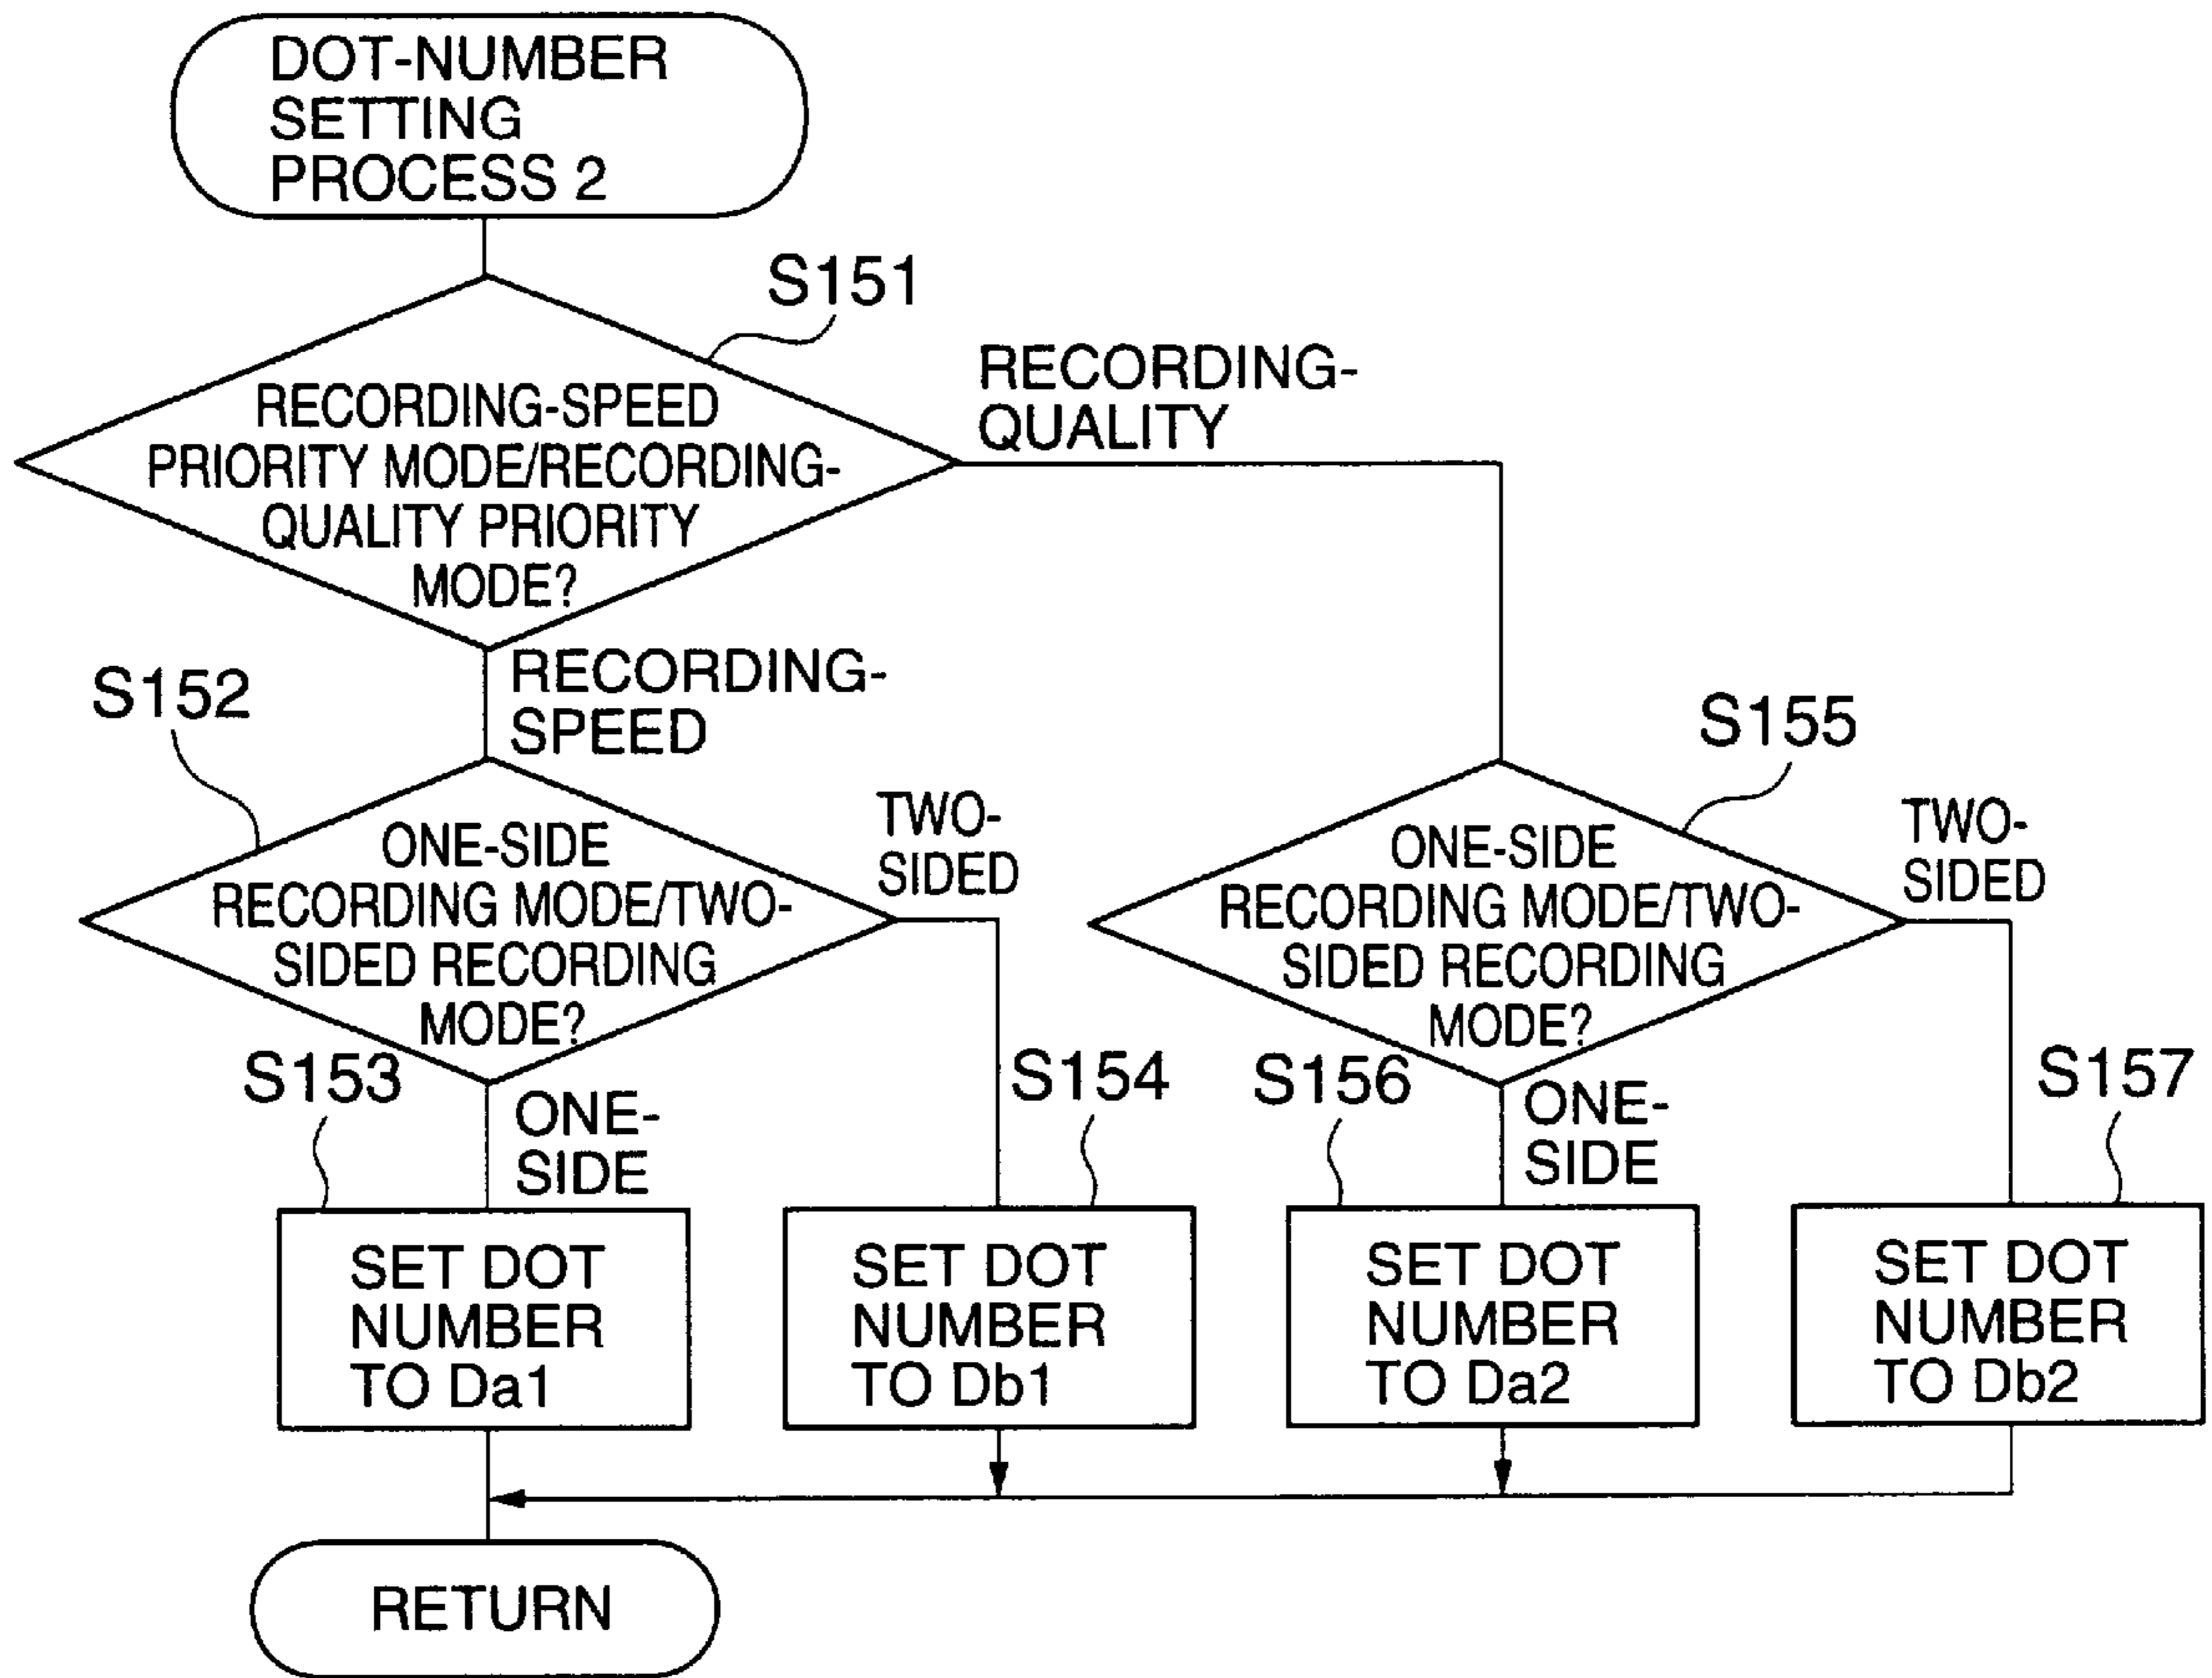 DOT-NUMBER
SETTING
PROCESS 2
S151
RECORDING-SPEED
PRIORITY MODE/RECORDING-
QUALITY PRIORITY
MODE?
RECORDING-
QUALITY
RECORDING-
SPEED
S152
ONE-SIDE
RECORDING MODE/TWO-
SIDED RECORDING
MODE?
TWO-
SIDED
S155
ONE-SIDE
RECORDING MODE/TWO-
SIDED RECORDING
MODE?
TWO-
SIDED
S153
ONE-
SIDE
S154
S156
ONE-
SIDE
S157
SET DOT
NUMBER
TO Da1
SET DOT
NUMBER
TO Db1
SET DOT
NUMBER
TO Da2
SET DOT
NUMBER
TO Db2
RETURN